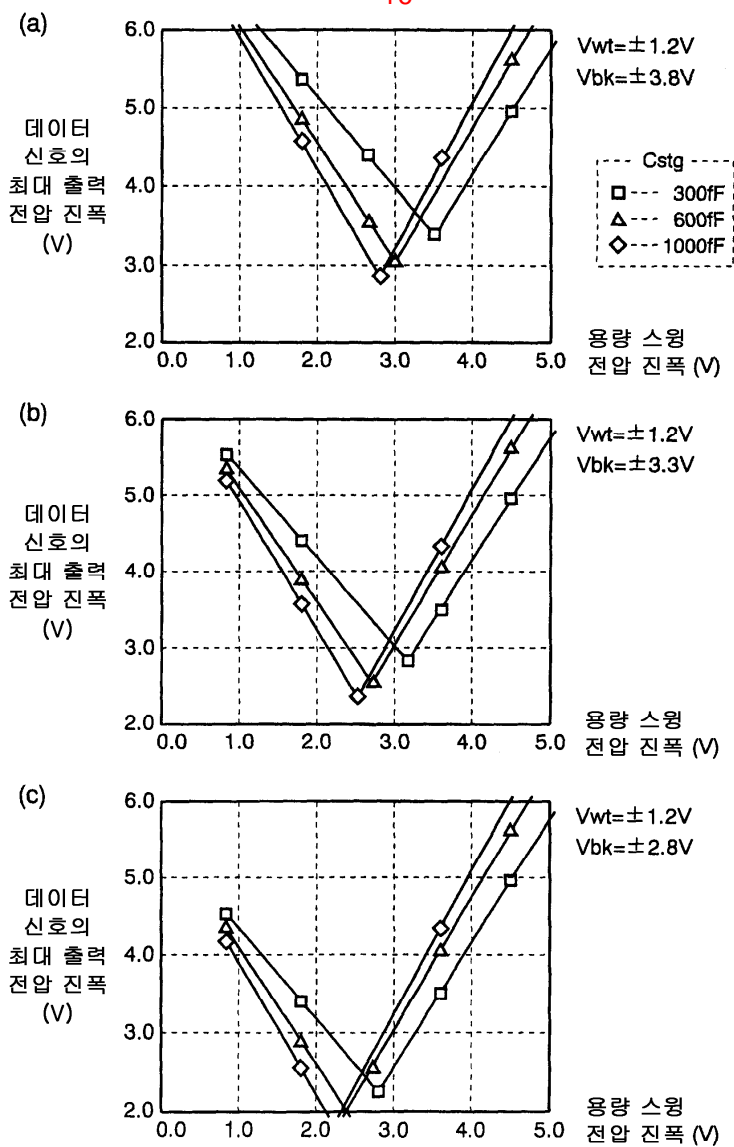 (a)
6.0
5.0
4.0
3.0
2.0
데이터
신호의
최대 출력
전압 진폭
(V)
0.0 1.0 2.0 3.0 4.0 5.0
용량 스윙
전압 진폭 (V)
Vwt=±1.2V
Vbk=±3.8V
Cstg
300fF
600fF
1000fF
(b)
6.0
5.0
4.0
3.0
2.0
데이터
신호의
최대 출력
전압 진폭
(V)
0.0 1.0 2.0 3.0 4.0 5.0
용량 스윙
전압 진폭 (V)
Vwt=±1.2V
Vbk=±3.3V
(c)
6.0
5.0
4.0
3.0
2.0
데이터
신호의
최대 출력
전압 진폭
(V)
0.0 1.0 2.0 3.0 4.0 5.0
용량 스윙
전압 진폭 (V)
Vwt=±1.2V
Vbk=±2.8V